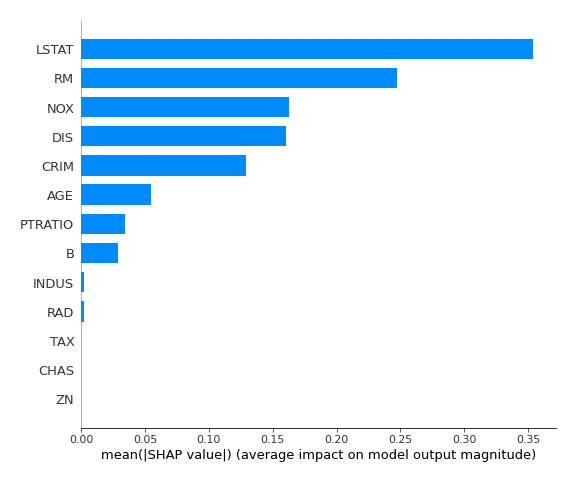 LSTAT
RM
NOX
DIS
CRIM
AGE
PTRATIO
B
INDUS
RAD
TAX
CHAS
ZN
0.00 0.05 0.10 0.15 0.20 0.25 0.30 0.35
mean(|SHAP value|) (average impact on model output magnitude)